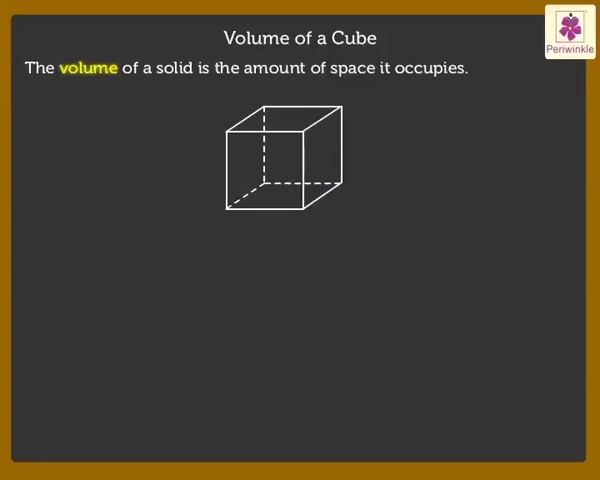 Volume of a Cube
Periwinkle
The volume of a solid is the amount of space it occupies.